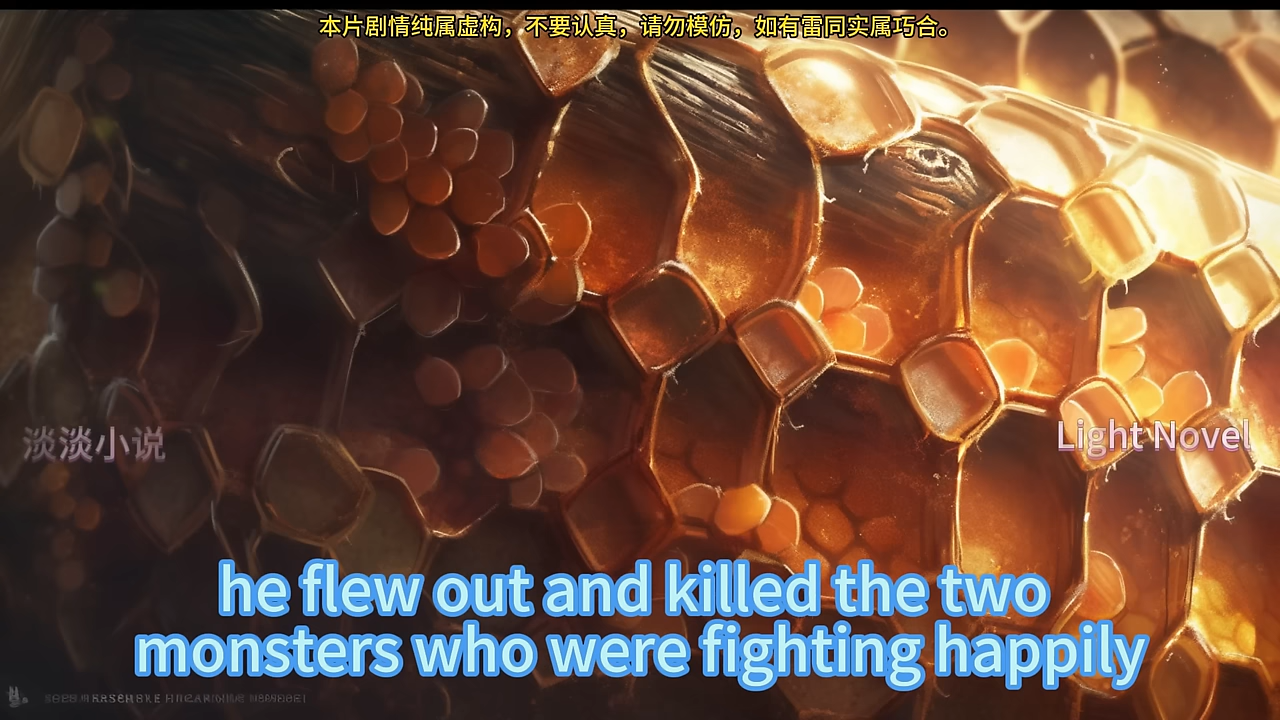 本片剧情纯属虚构，不要认真，请勿模仿，如有雷同实属巧合。
淡淡小说
Light Novel
he flew out and killed the two
monsters who were fighting happily